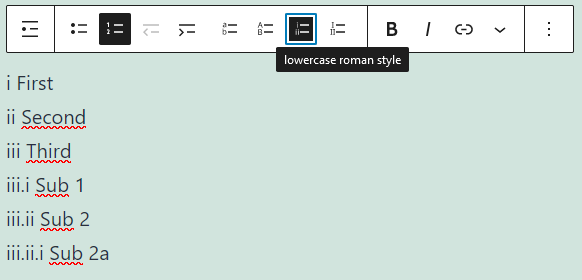 lowercase roman style
i First
ii Second
iii Third
iii.i Sub 1
iii.ii Sub 2
iii.ii.i Sub 2a